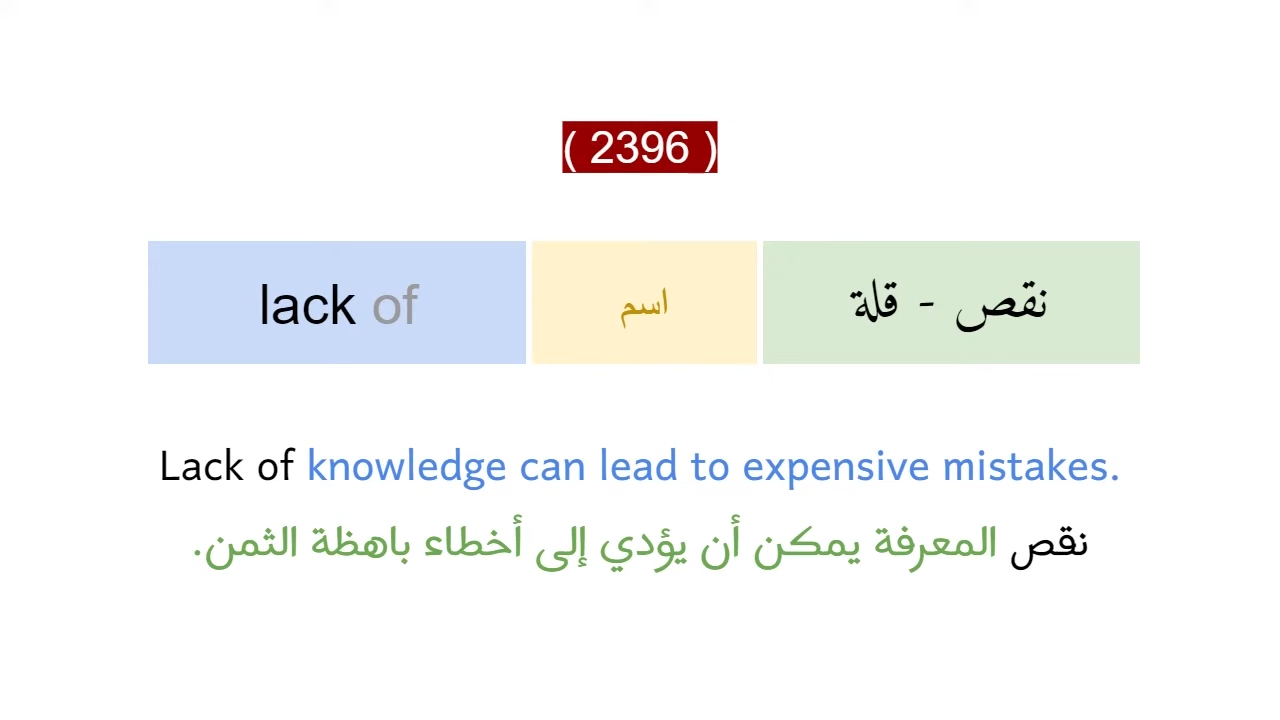 ( 2396 )
lack of
اسم
نقص - قلة
Lack of knowledge can lead to expensive mistakes.
نقص المعرفة يمكن أن يؤدي إلى أخطاء باهظة الثمن.